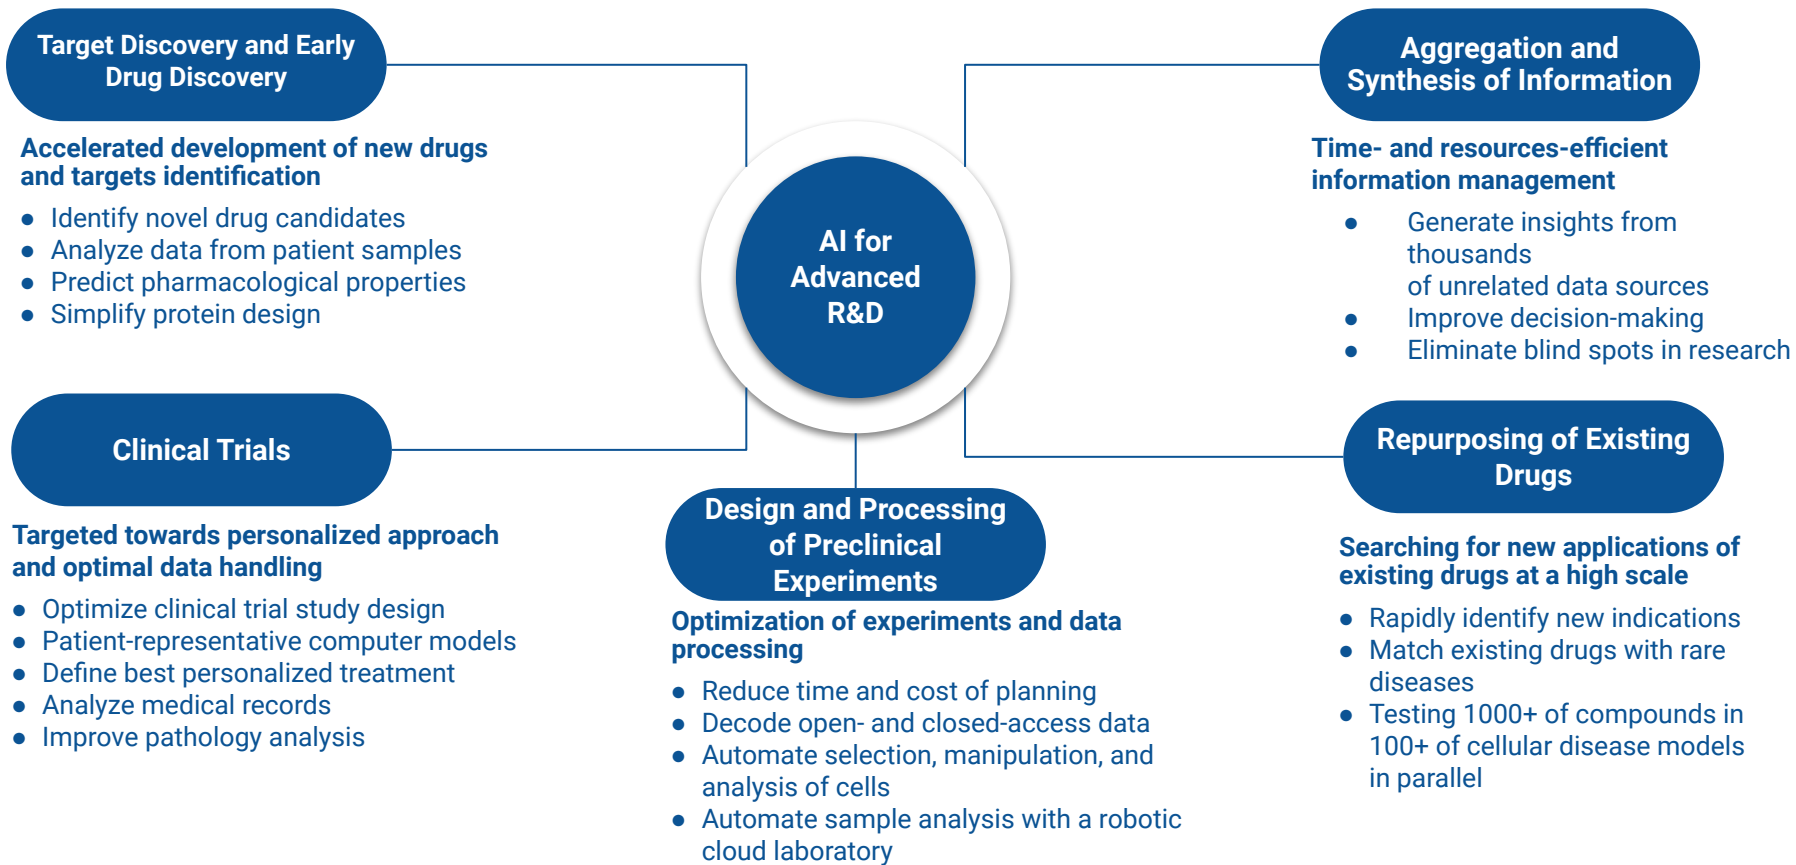 Target Discovery and Early
Drug Discovery
Accelerated development of new drugs
and targets identification
● Identify novel drug candidates
● Analyze data from patient samples
● Predict pharmacological properties
● Simplify protein design
Aggregation and
Synthesis of Information
Time- and resources-efficient
information management
● Generate insights from
thousands
of unrelated data sources
● Improve decision-making
● Eliminate blind spots in research
AI for
Advanced
R&D
Clinical Trials
Targeted towards personalized approach
and optimal data handling
● Optimize clinical trial study design
● Patient-representative computer models
● Define best personalized treatment
● Analyze medical records
● Improve pathology analysis
Design and Processing
of Preclinical
Experiments
Optimization of experiments and data
processing
● Reduce time and cost of planning
● Decode open- and closed-access data
● Automate selection, manipulation, and
analysis of cells
● Automate sample analysis with a robotic
cloud laboratory
Repurposing of Existing
Drugs
Searching for new applications of
existing drugs at a high scale
● Rapidly identify new indications
● Match existing drugs with rare
diseases
● Testing 1000+ of compounds in
100+ of cellular disease models
in parallel